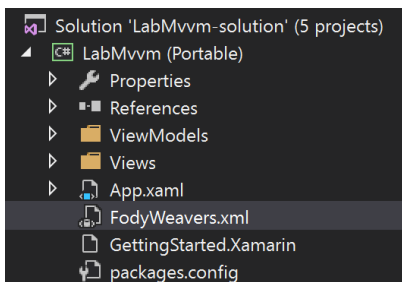 Solution 'LabMvvm-solution' (5 projects)
C# LabMvvm (Portable)
Properties
References
ViewModels
Views
App.xaml
FodyWeavers.xml
GettingStarted.Xamarin
packages.config